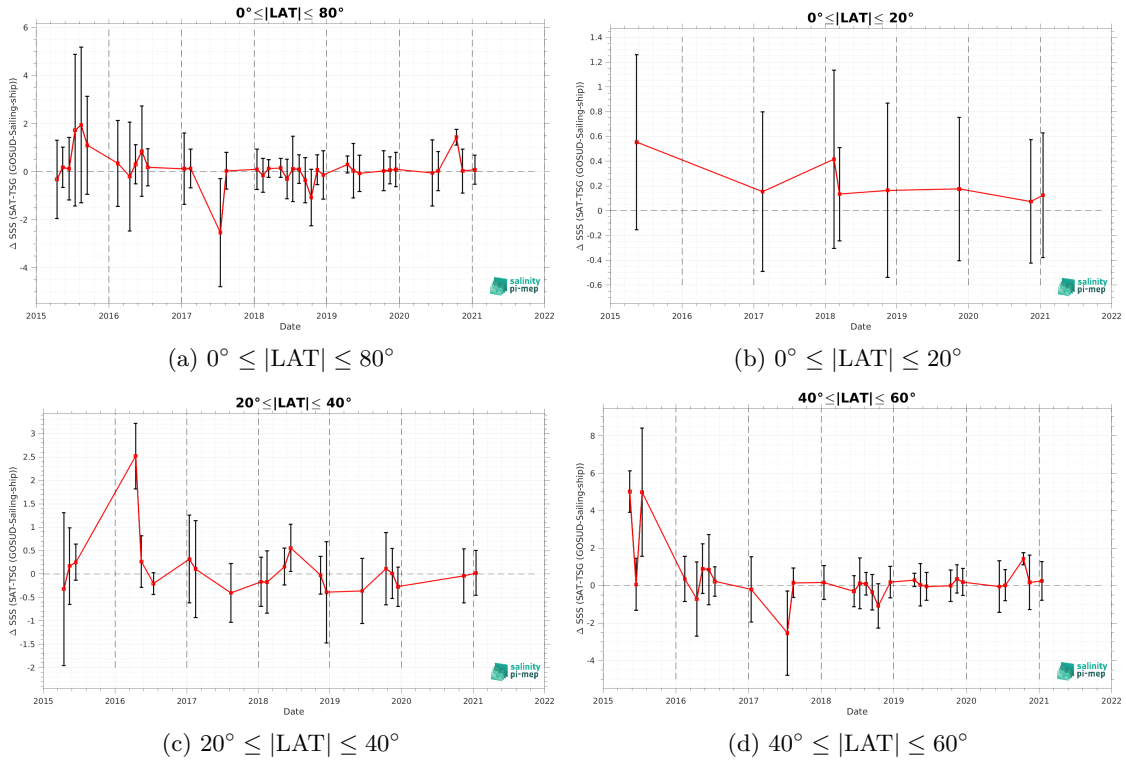 0°≤|LAT|≤ 80°
Δ SSS (SAT-TSG (GOSUD-Sailing-ship))
6
4
2
0
-2
-4
2015 2016 2017 2018 2019 2020 2021 2022
Date
salinity
pi-mep
(a) 0° ≤ |LAT| ≤ 80°
0°≤|LAT|≤ 20°
Δ SSS (SAT-TSG (GOSUD-Sailing-ship))
1.4
1.2
1
0.8
0.6
0.4
0.2
0
-0.2
-0.4
-0.6
2015 2016 2017 2018 2019 2020 2021 2022
Date
salinity
pi-mep
(b) 0° ≤ |LAT| ≤ 20°
20°≤|LAT|≤ 40°
Δ SSS (SAT-TSG (GOSUD-Sailing-ship))
3
2.5
2
1.5
1
0.5
0
-0.5
-1
-1.5
-2
2015 2016 2017 2018 2019 2020 2021 2022
Date
salinity
pi-mep
(c) 20° ≤ |LAT| ≤ 40°
40°≤|LAT|≤ 60°
Δ SSS (SAT-TSG (GOSUD-Sailing-ship))
8
6
4
2
0
-2
-4
2015 2016 2017 2018 2019 2020 2021 2022
Date
salinity
pi-mep
(d) 40° ≤ |LAT| ≤ 60°